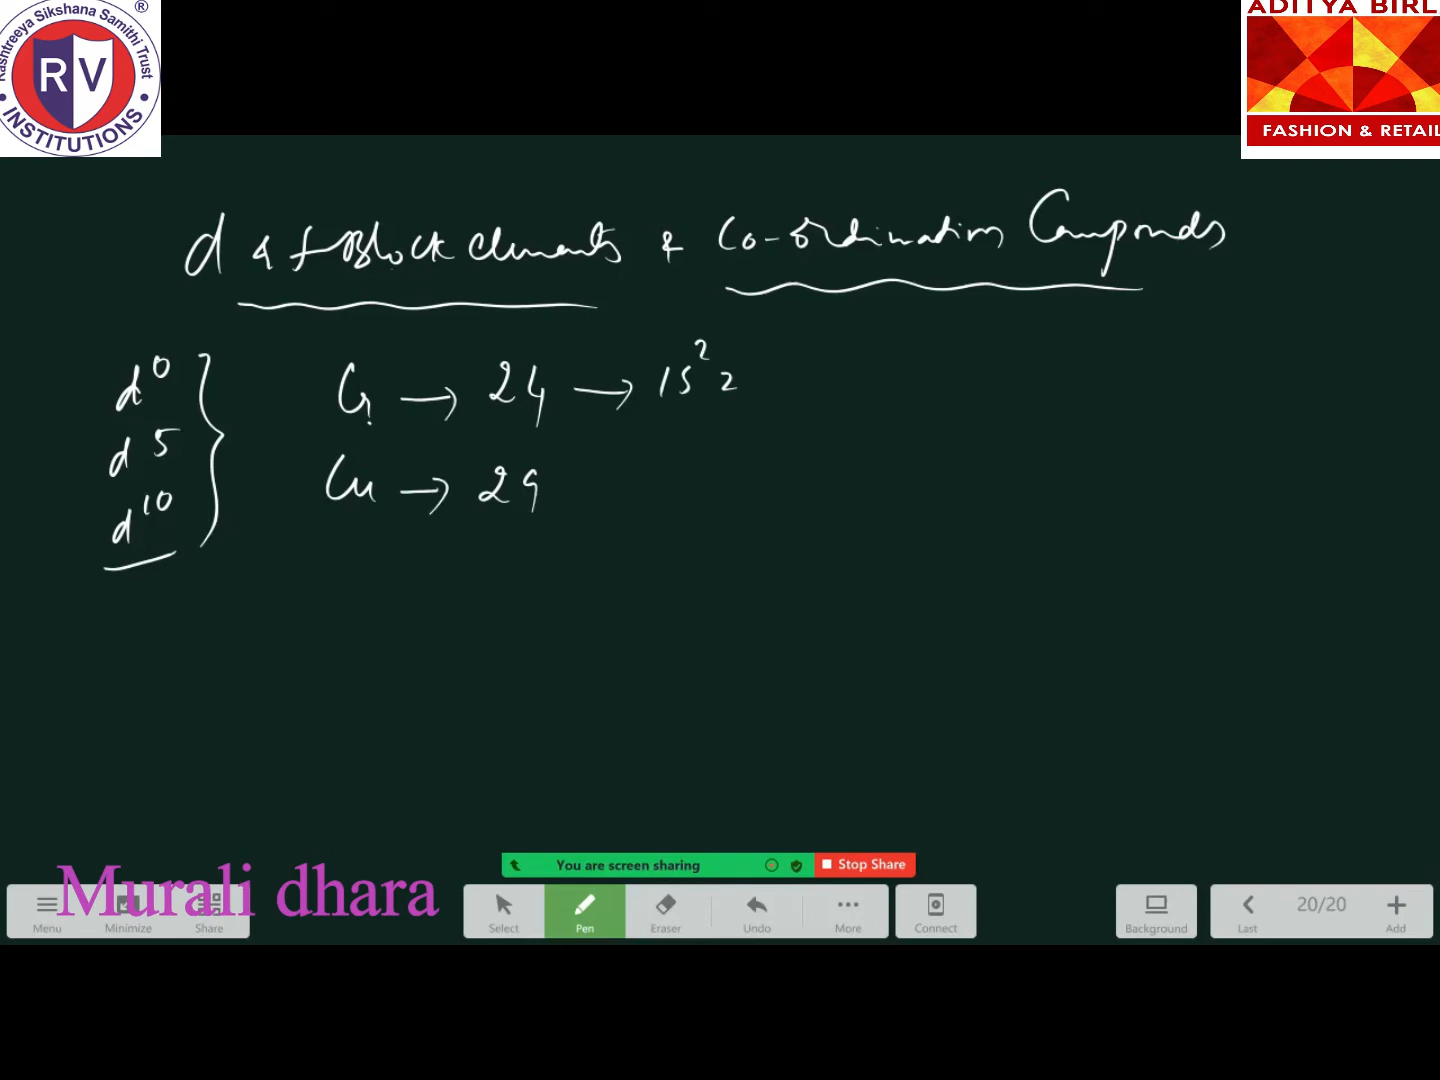 Rashtreeya Sikshana Samithi Trust
®
RV
INSTITUTIONS
ADITYA BIRL
FASHION & RETAIL
d & f-Block elements & Co-ordination Compounds
d⁰
d⁵
d¹⁰
Cr → 24 → 1s² 2
Cu → 29
You are screen sharing
Stop Share
Murali dhara
Menu
Minimize
Share
Select
Pen
Eraser
Undo
More
Connect
Background
Last
20/20
Add